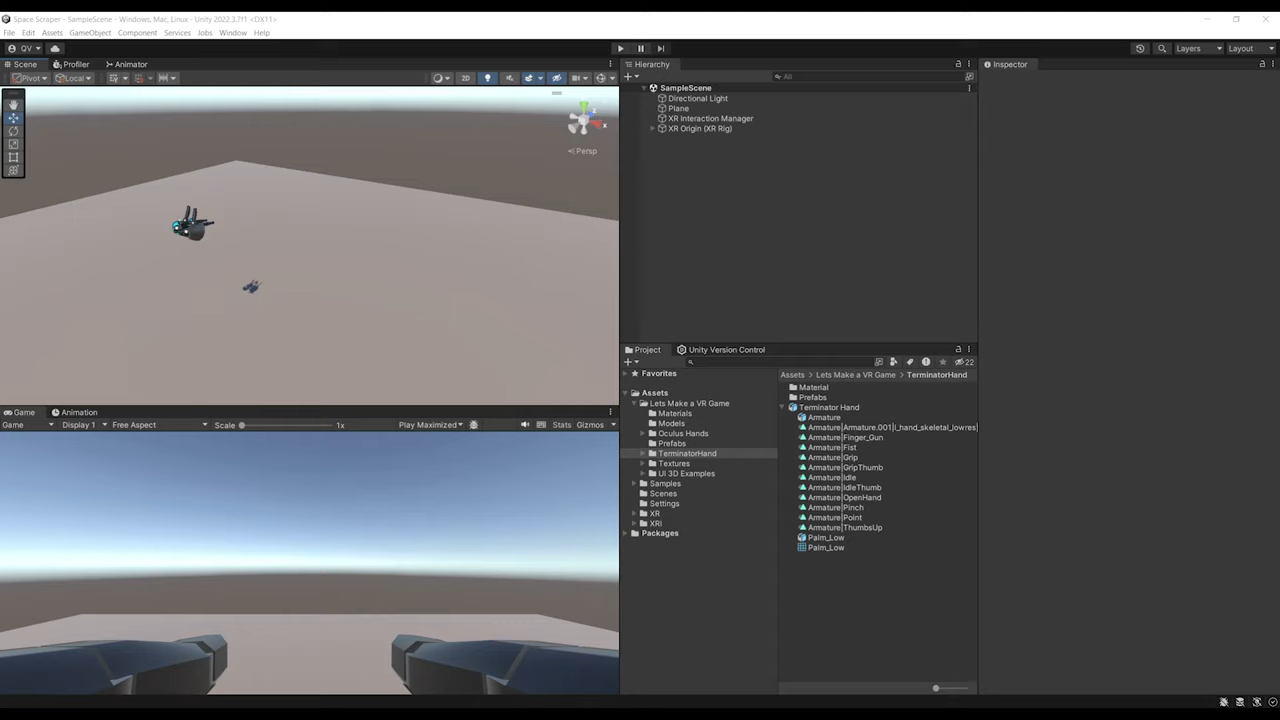 Space Scraper - SampleScene - Windows, Mac, Linux - Unity 2022.3.7f1 <DX11>
File Edit Assets GameObject Component Services Jobs Window Help
QV Layers Layout
Scene Profiler Animator
Pivot Local 2D
Persp
Hierarchy
All
SampleScene
Directional Light
Plane
XR Interaction Manager
XR Origin (XR Rig)
Inspector
Game Animation
Game Display 1 Free Aspect Scale 1x Play Maximized Stats Gizmos
Project Unity Version Control
22
Favorites
Assets
Lets Make a VR Game
Materials
Models
Oculus Hands
Prefabs
TerminatorHand
Textures
UI 3D Examples
Samples
Scenes
Settings
XR
XRI
Packages
Assets > Lets Make a VR Game > TerminatorHand
Material
Prefabs
Terminator Hand
Armature
Armature|Armature.001|l_hand_skeletal_lowres|
Armature|Finger_Gun
Armature|Fist
Armature|Grip
Armature|GripThumb
Armature|Idle
Armature|IdleThumb
Armature|OpenHand
Armature|Pinch
Armature|Point
Armature|ThumbsUp
Palm_Low
Palm_Low